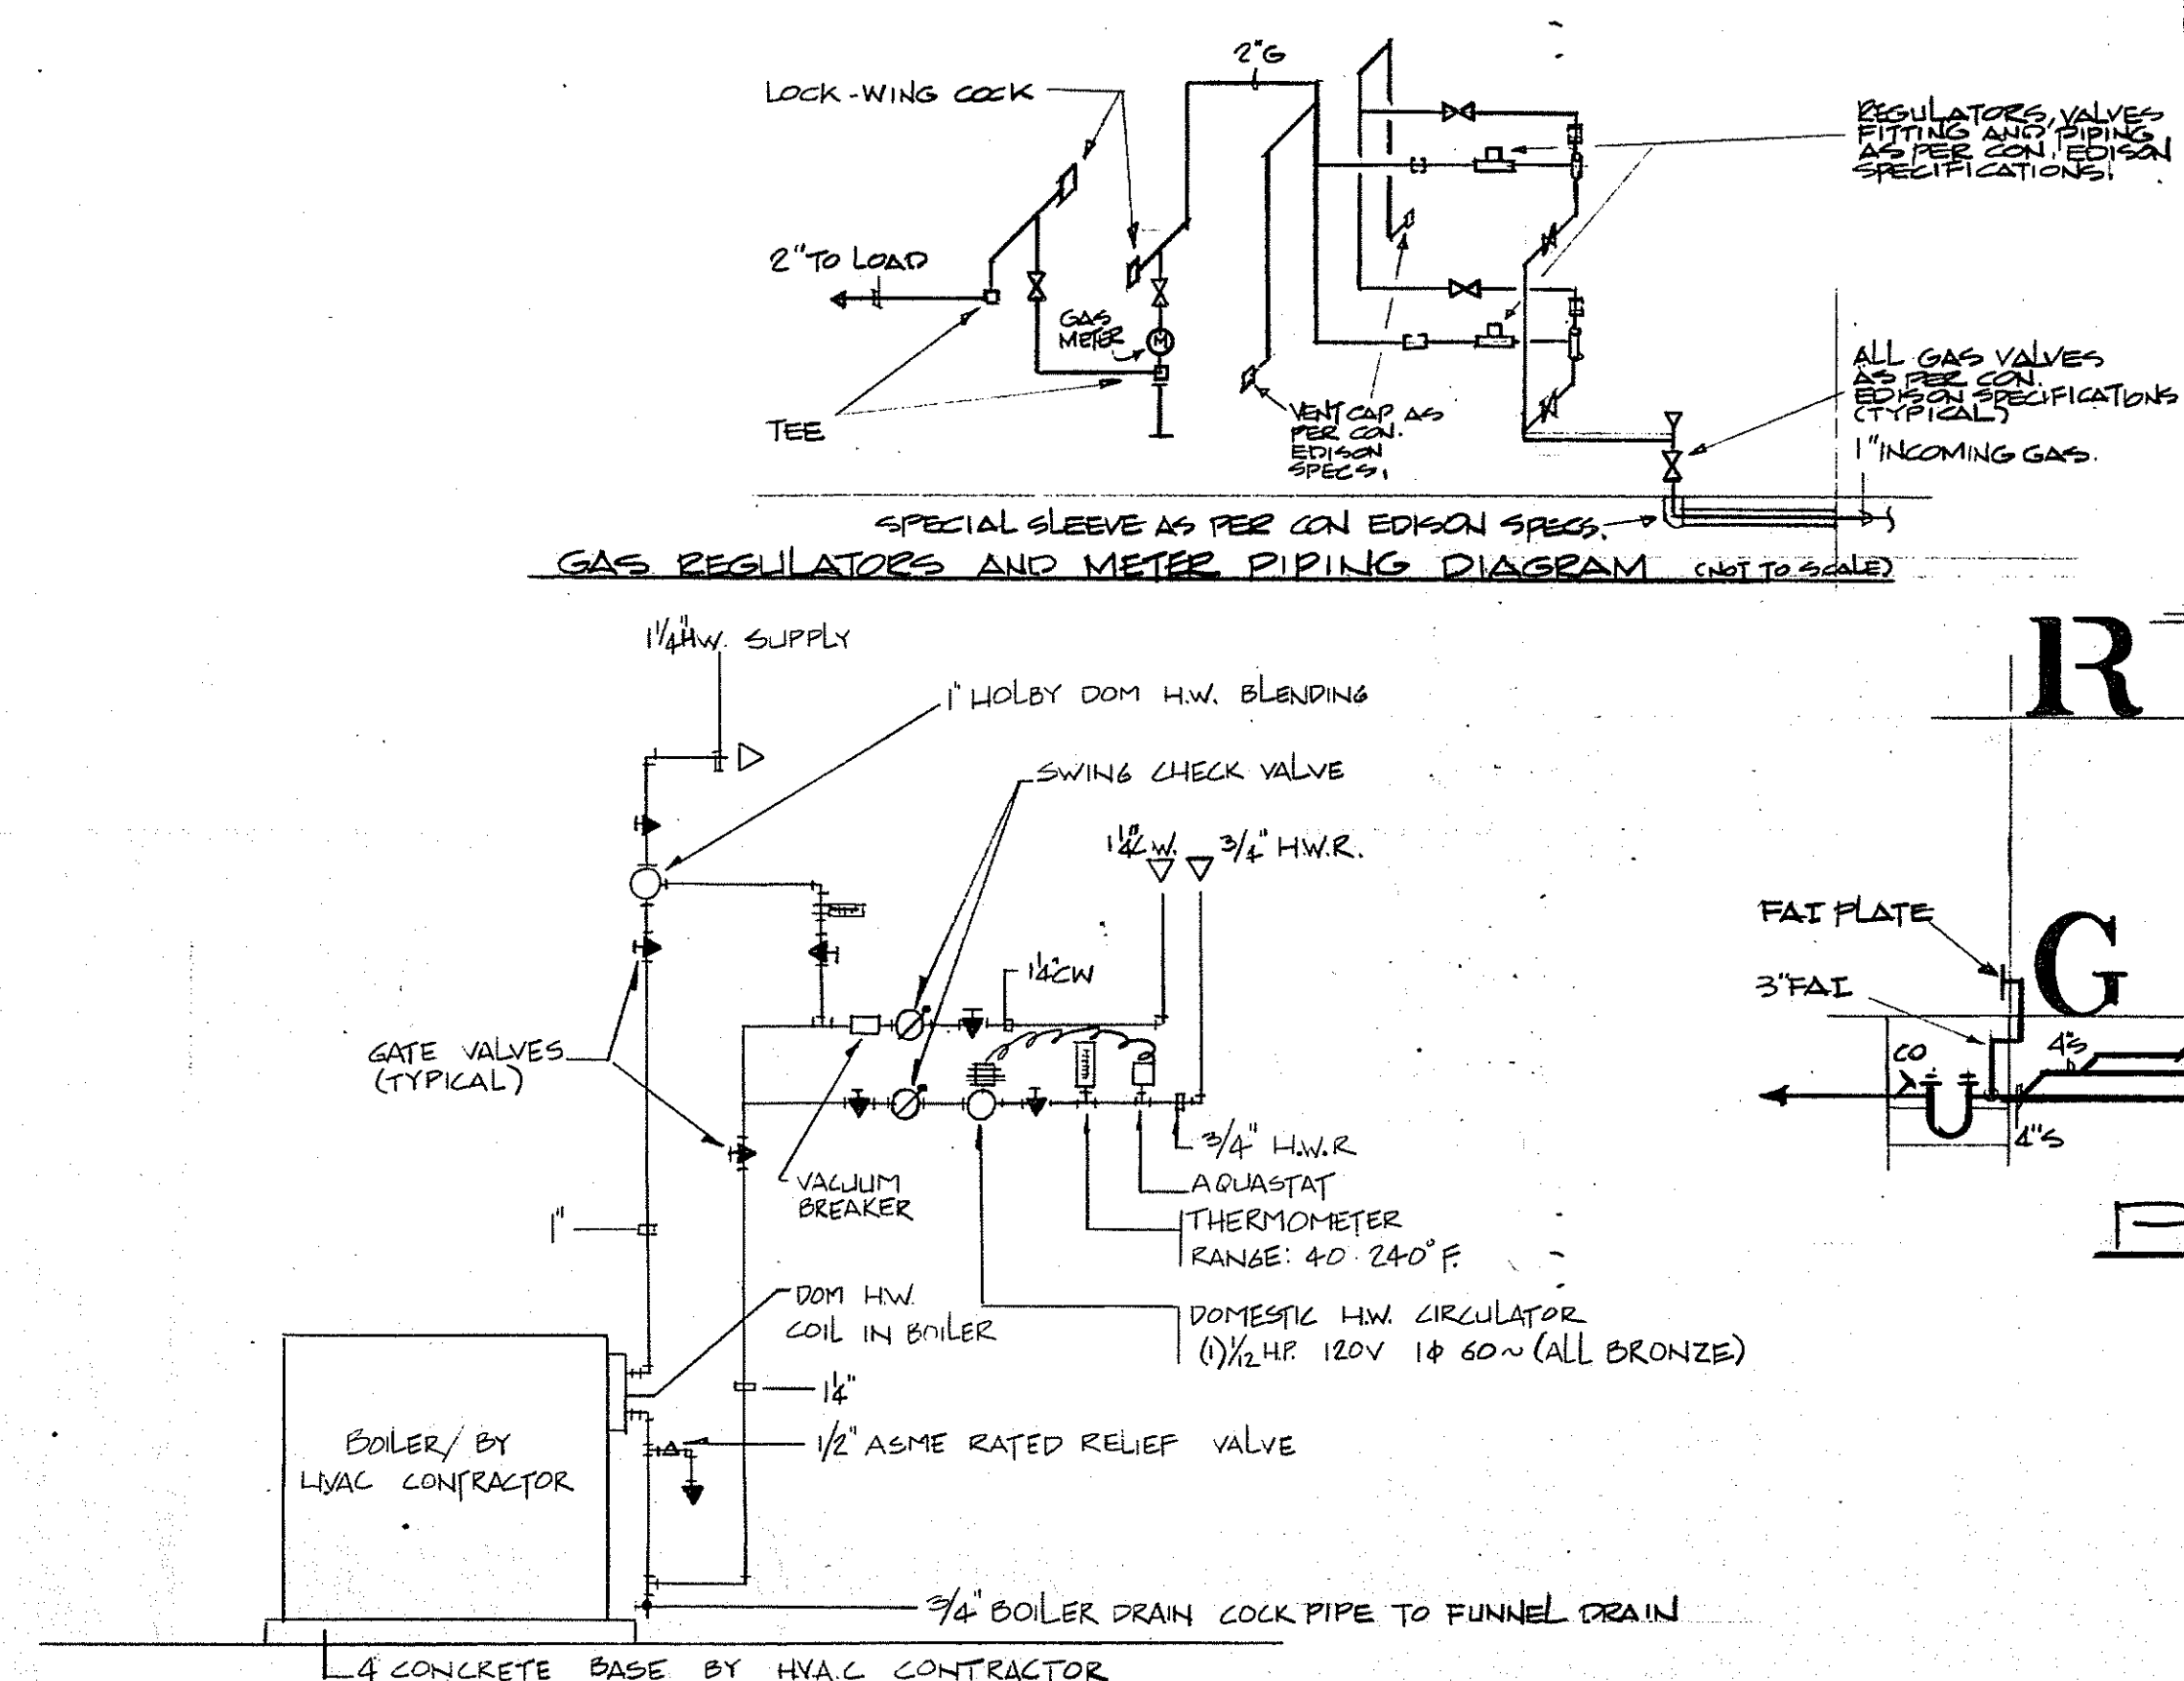 2"G
LOCK-WING COCK
REGULATORS, VALVES
FITTING AND PIPING
AS PER CON. EDISON
SPECIFICATIONS.
2" TO LOAD
GAS
METER
M
TEE
VENT CAP AS
PER CON.
EDISON
SPECS.
ALL GAS VALVES
AS PER CON.
EDISON SPECIFICATIONS
(TYPICAL)
1" INCOMING GAS.
SPECIAL SLEEVE AS PER CON EDISON SPECS.
GAS REGULATORS AND METER PIPING DIAGRAM (NOT TO SCALE)
1 1/4" H.W. SUPPLY
R
1" HOLBY DOM H.W. BLENDING
SWING CHECK VALVE
3/4" H.W.R.
FAI PLATE
G
3" FAI
1 1/4" CW
GATE VALVES
(TYPICAL)
CO
4"S
4"S
3/4" H.W.R
VACUUM
BREAKER
AQUASTAT
THERMOMETER
RANGE: 40-240° F.
1"
DOM H.W.
COIL IN BOILER
DOMESTIC H.W. CIRCULATOR
(1) 1/12 H.P. 120V 1φ 60~ (ALL BRONZE)
1 1/4"
1/2" ASME RATED RELIEF VALVE
BOILER/BY
HVAC CONTRACTOR
3/4" BOILER DRAIN COCK PIPE TO FUNNEL DRAIN
4 CONCRETE BASE BY H.V.A.C CONTRACTOR